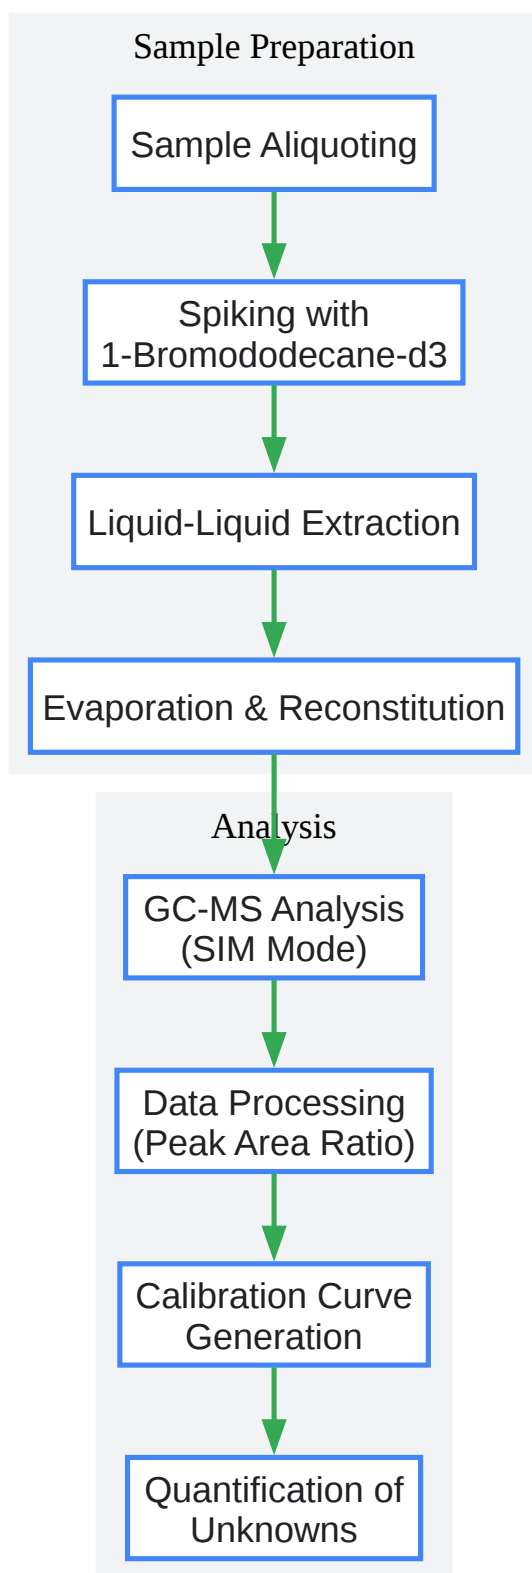 Sample Preparation
Sample Aliquoting
Spiking with
1-Bromododecane-d3
Liquid-Liquid Extraction
Evaporation & Reconstitution
Analysis
GC-MS Analysis
(SIM Mode)
Data Processing
(Peak Area Ratio)
Calibration Curve
Generation
Quantification of
Unknowns